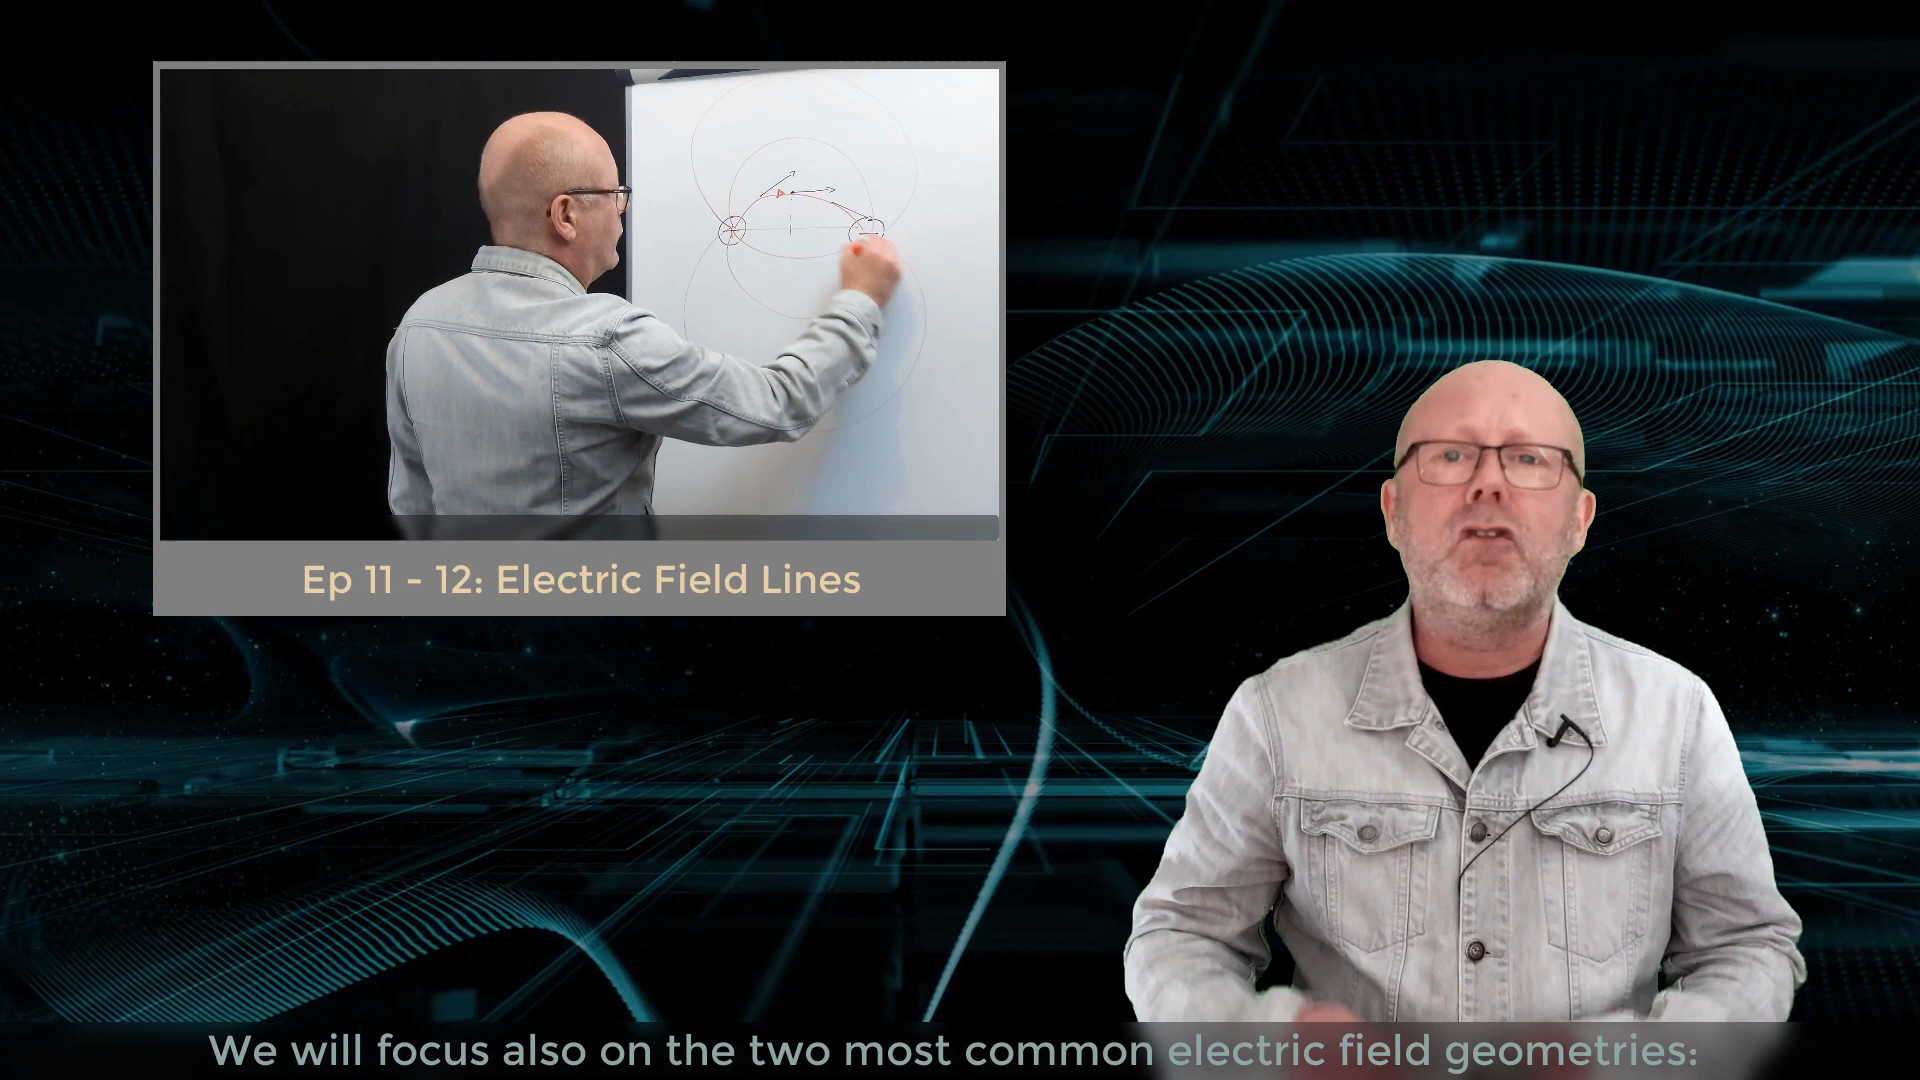 Ep 11 - 12: Electric Field Lines
We will focus also on the two most common electric field geometries: